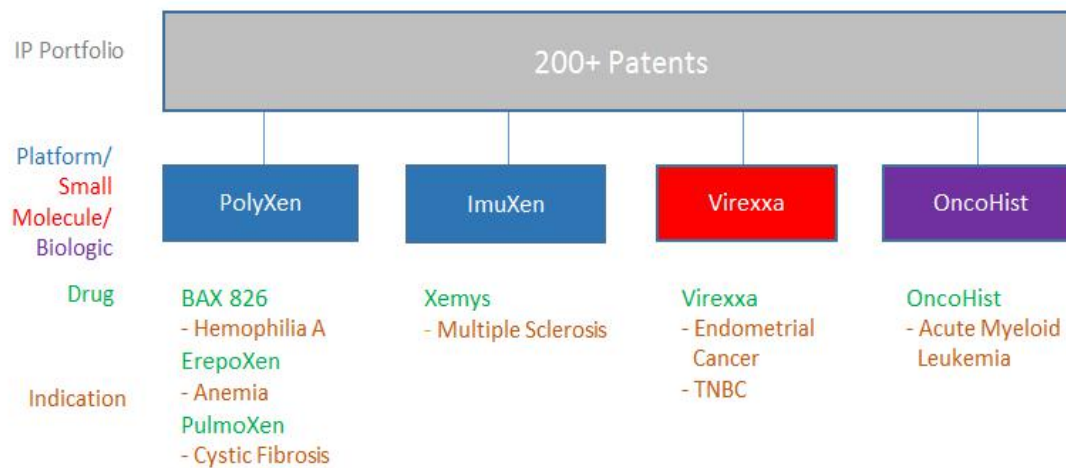 IP Portfolio
200+ Patents
Platform/
Small
Molecule/
Biologic
PolyXen
ImuXen
Virexxa
OncoHist
Drug
BAX 826
- Hemophilia A
ErepoXen
- Anemia
PulmoXen
- Cystic Fibrosis
Xemys
- Multiple Sclerosis
Virexxa
- Endometrial
Cancer
- TNBC
OncoHist
- Acute Myeloid
Leukemia
Indication